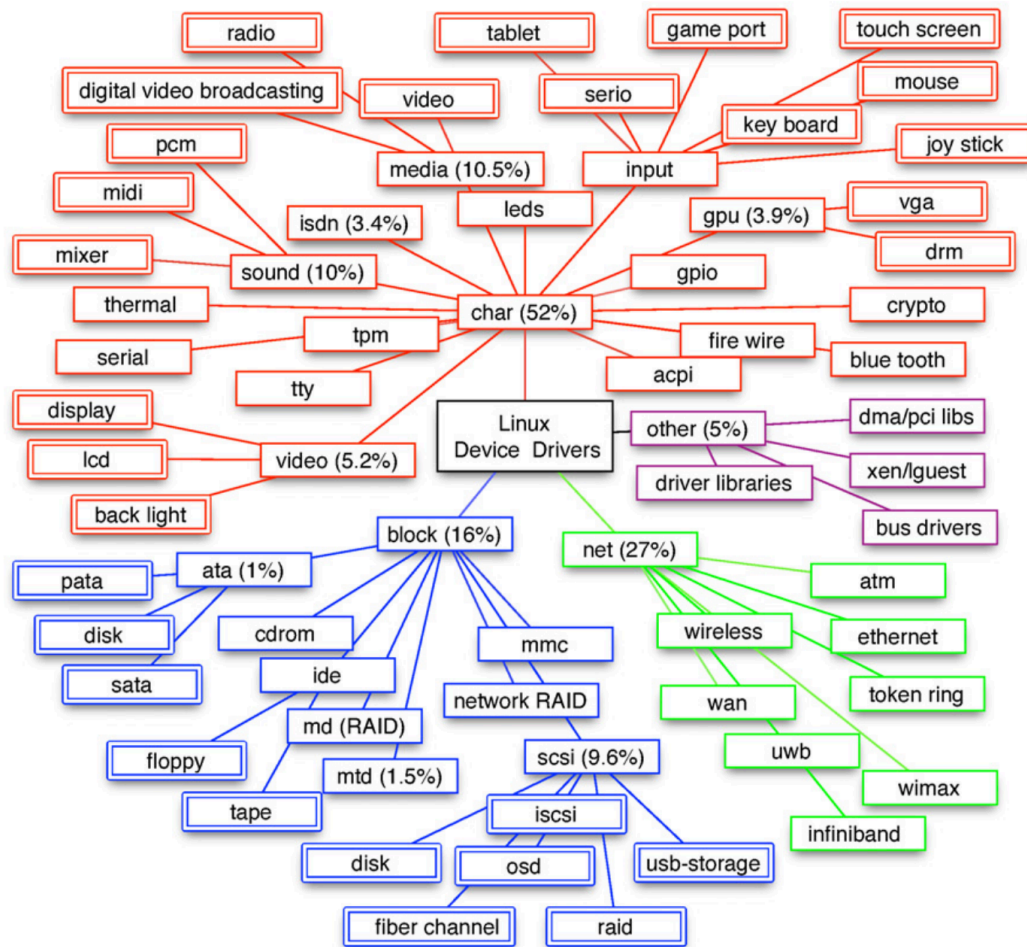 radio
tablet
game port
touch screen
digital video broadcasting
video
serio
mouse
key board
pcm
joy stick
media (10.5%)
input
midi
leds
isdn (3.4%)
gpu (3.9%)
vga
mixer
sound (10%)
gpio
drm
thermal
char (52%)
crypto
serial
tpm
fire wire
blue tooth
tty
acpi
display
Linux
Device Drivers
other (5%)
dma/pci libs
lcd
video (5.2%)
driver libraries
xen/lguest
back light
bus drivers
block (16%)
net (27%)
pata
ata (1%)
atm
disk
cdrom
mmc
wireless
ethernet
sata
ide
network RAID
wan
token ring
md (RAID)
floppy
mtd (1.5%)
scsi (9.6%)
uwb
wimax
tape
iscsi
infiniband
disk
osd
usb-storage
fiber channel
raid